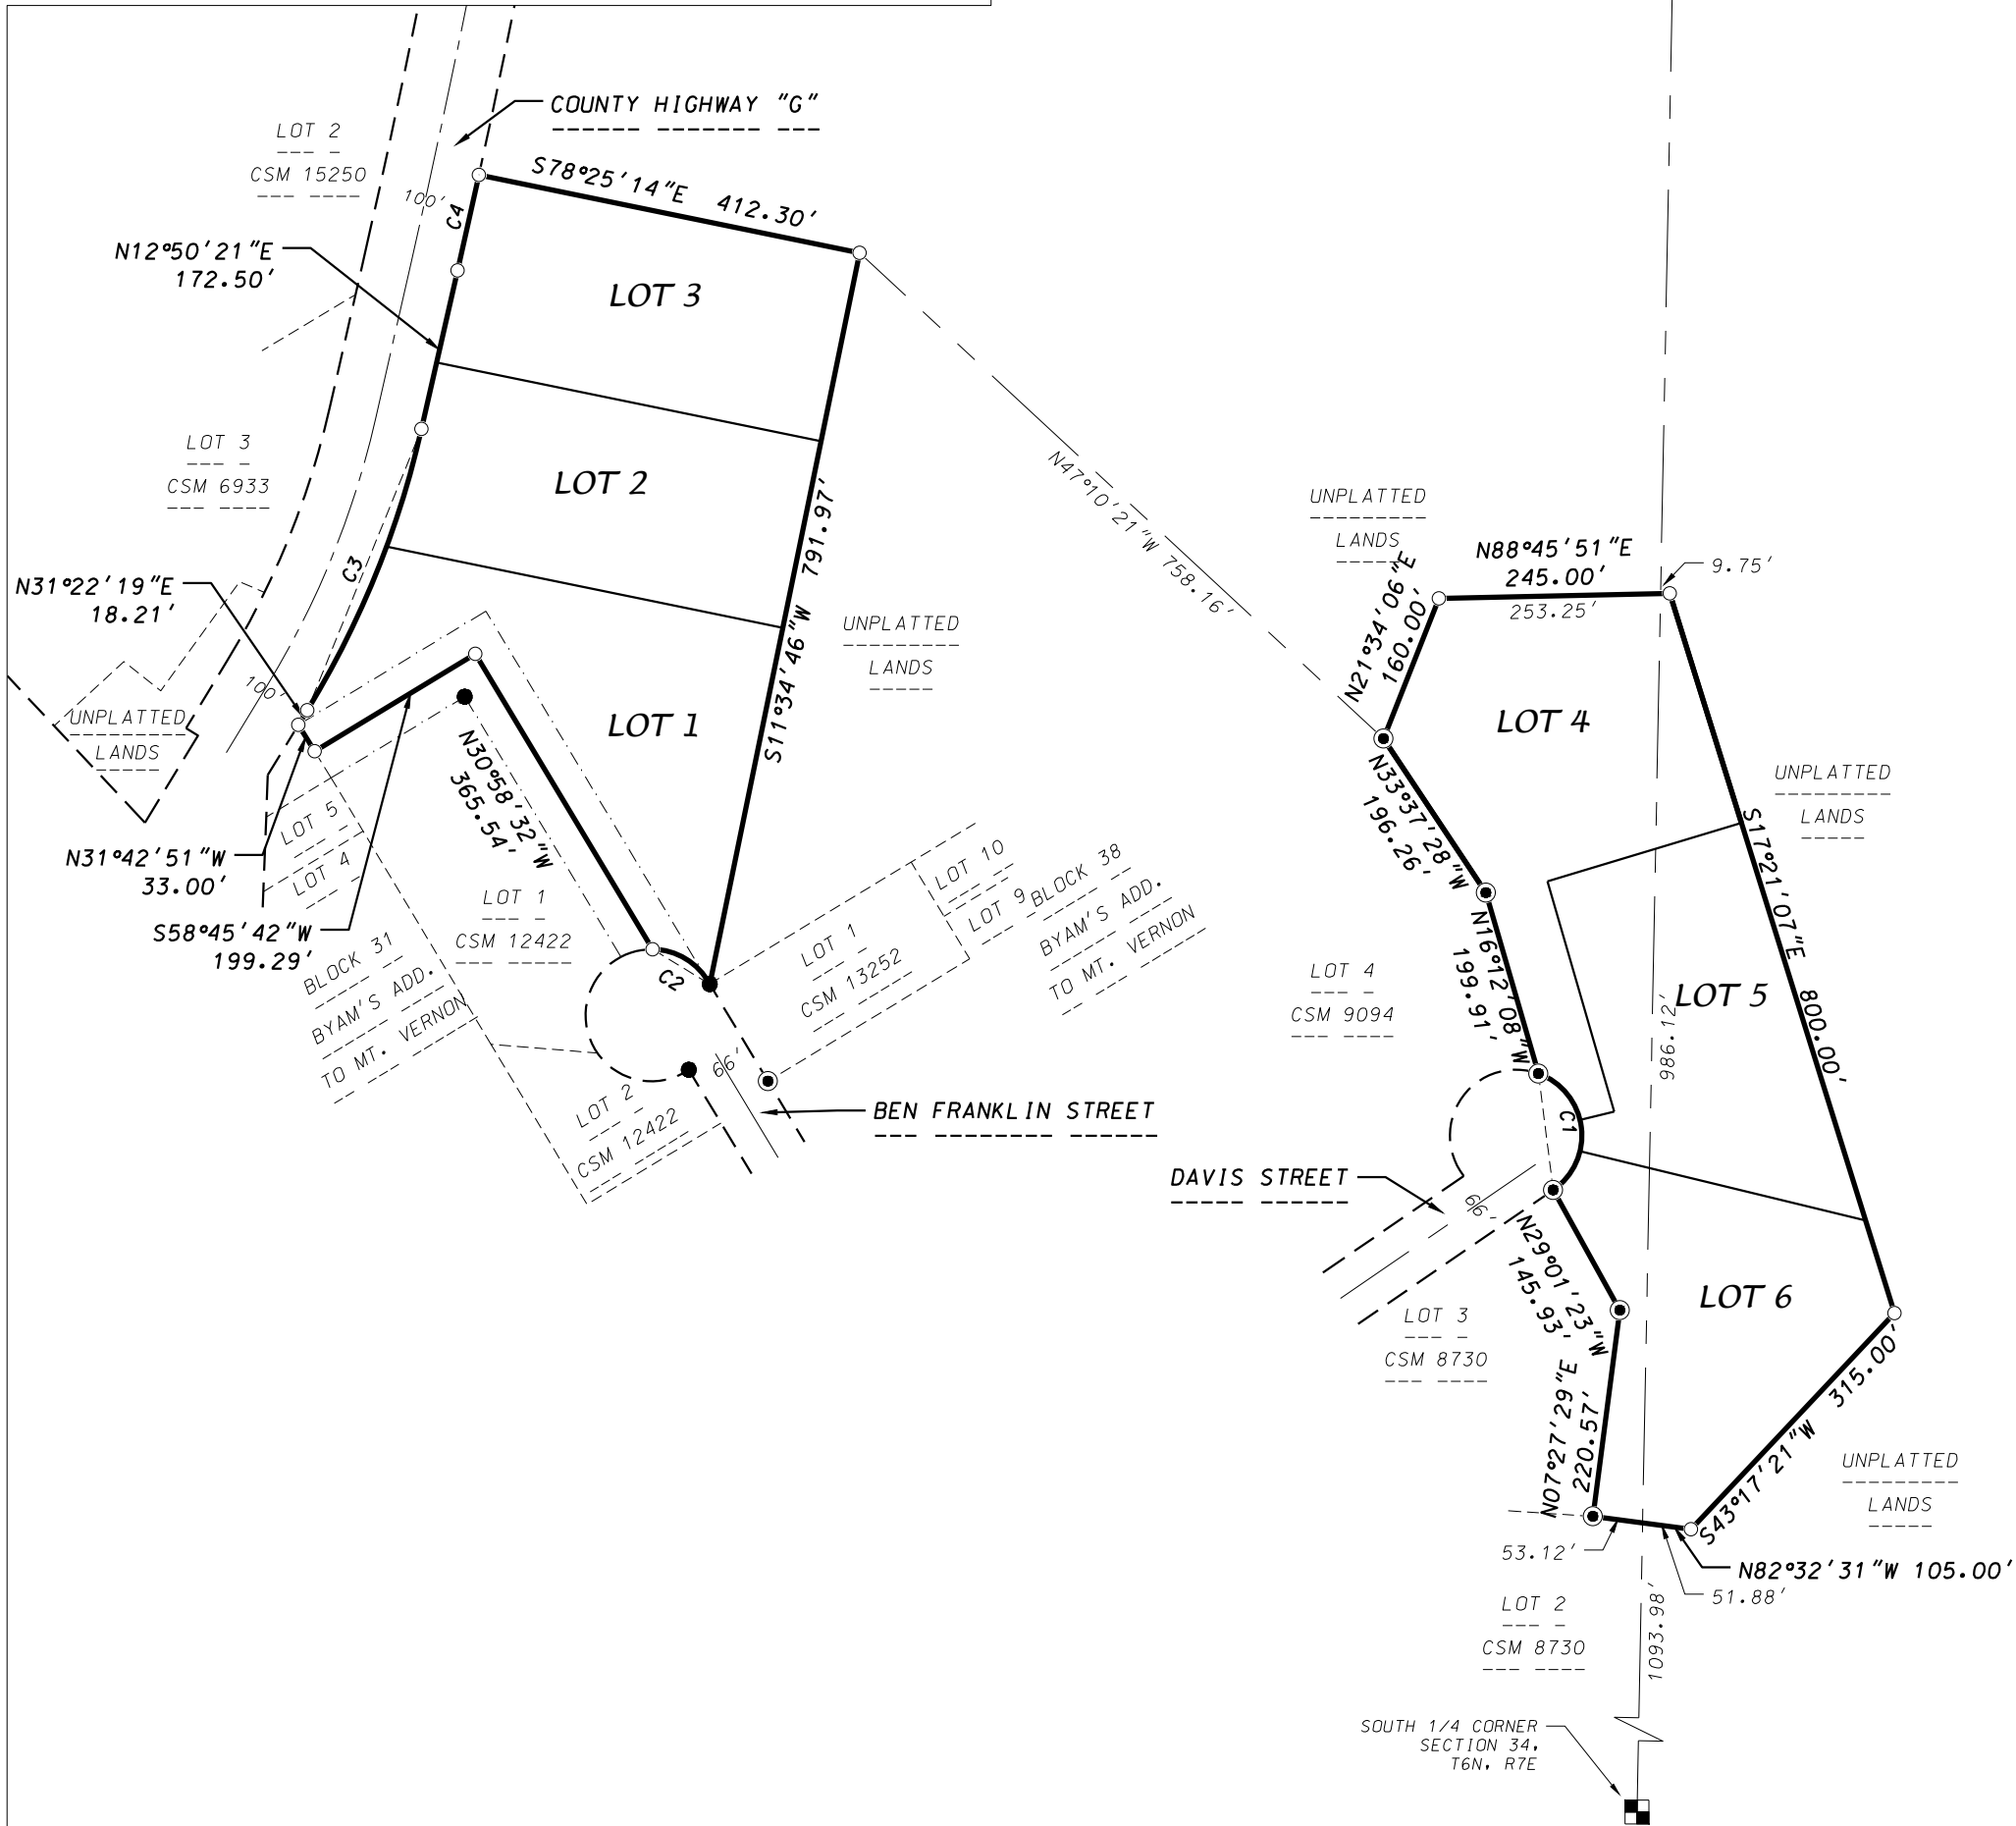 COUNTY HIGHWAY "G"
LOT 2
CSM 15250
100'
C4
S78°25'14"E 412.30'
N12°50'21"E
172.50'
LOT 3
LOT 3
CSM 6933
LOT 2
N47°10'21"W 758.16'
S11°34'46"W 791.97'
C3
N31°22'19"E
18.21'
100'
UNPLATTED
LANDS
UNPLATTED
LANDS
LOT 1
N30°58'32"W
365.54'
N31°42'51"W
33.00'
S58°45'42"W
199.29'
LOT 5
LOT 4
BLOCK 31
BYAM'S ADD.
TO MT. VERNON
LOT 1
CSM 12422
C2
LOT 1
CSM 13252
LOT 10
LOT 9
BLOCK 38
BYAM'S ADD.
TO MT. VERNON
66'
LOT 2
CSM 12422
BEN FRANKLIN STREET
UNPLATTED
LANDS
N88°45'51"E
245.00'
253.25'
9.75'
N21°34'06"E
160.00'
LOT 4
N33°37'28"W
196.26'
UNPLATTED
LANDS
S17°21'07"E 800.00'
N16°12'08"W
199.91'
LOT 4
CSM 9094
LOT 5
986.12'
C1
DAVIS STREET
66'
N29°01'23"W
145.93'
LOT 3
CSM 8730
LOT 6
N07°27'29"E
220.57'
S43°17'21"W 315.00'
UNPLATTED
LANDS
53.12'
N82°32'31"W 105.00'
51.88'
LOT 2
CSM 8730
1093.98'
SOUTH 1/4 CORNER
SECTION 34,
T6N, R7E